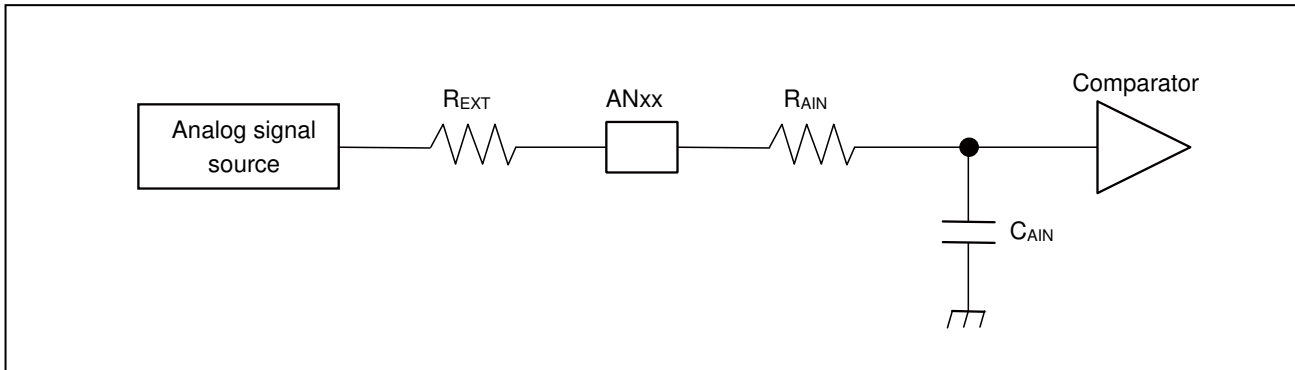 Analog signal
source
REXT
ANxx
RAIN
Comparator
CAIN